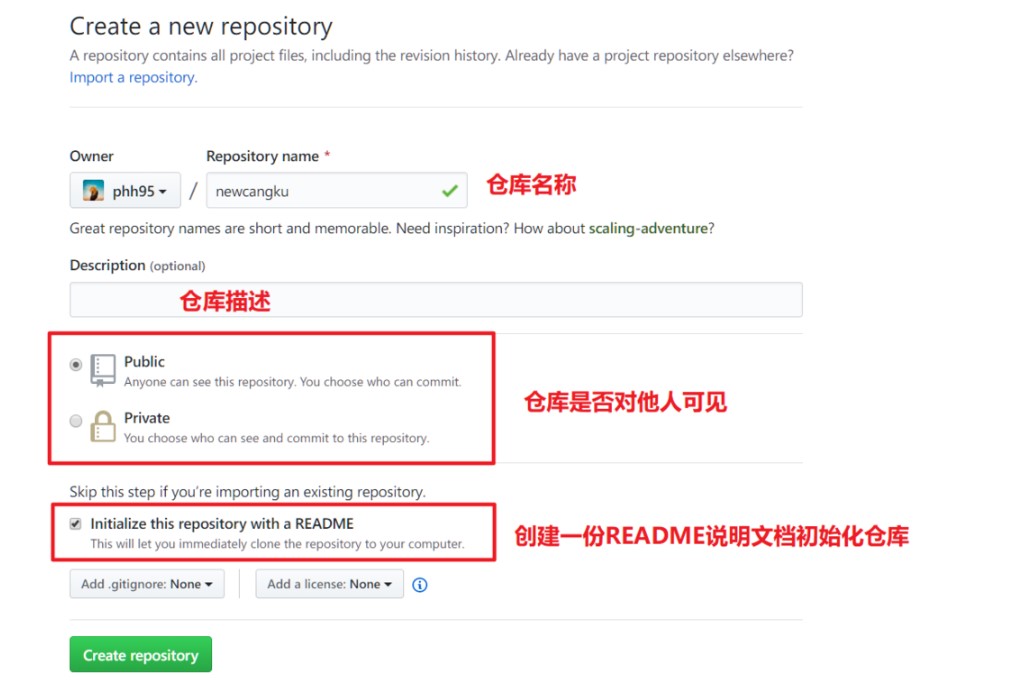 Create a new repository
A repository contains all project files, including the revision history. Already have a project repository elsewhere?
Import a repository.
Owner
Repository name *
phh95
/
newcangku
仓库名称
Great repository names are short and memorable. Need inspiration? How about scaling-adventure?
Description (optional)
仓库描述
Public
Anyone can see this repository. You choose who can commit.
仓库是否对他人可见
Private
You choose who can see and commit to this repository.
Skip this step if you're importing an existing repository.
Initialize this repository with a README
This will let you immediately clone the repository to your computer.
创建一份README说明文档初始化仓库
Add .gitignore: None
Add a license: None
Create repository